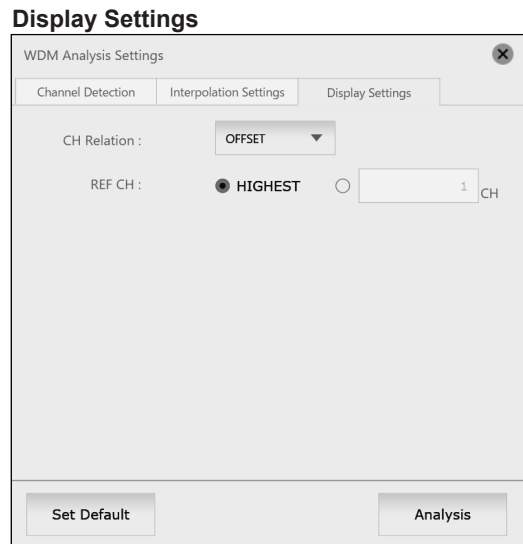 Display Settings
WDM Analysis Settings
Channel Detection Interpolation Settings Display Settings
CH Relation : OFFSET
REF CH : HIGHEST 1 CH
Set Default Analysis